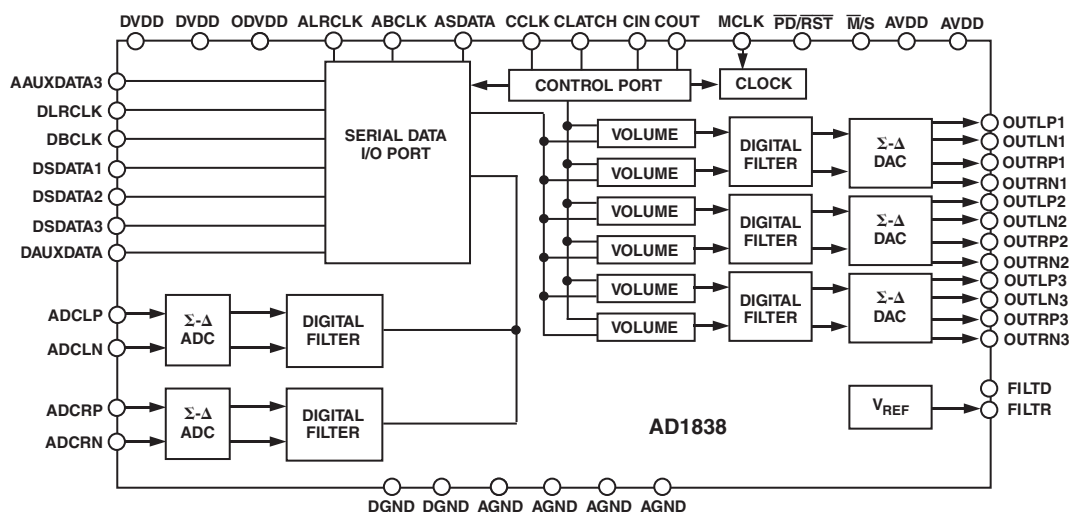 DVDD DVDD ODVDD ALRCLK ABCLK ASDATA CCLK CLATCH CIN COUT MCLK PD/RST M/S AVDD AVDD
AAUXDATA3
DLRCLK
DBCLK
DSDATA1
DSDATA2
DSDATA3
DAUXDATA
SERIAL DATA
I/O PORT
CONTROL PORT
CLOCK
VOLUME
VOLUME
VOLUME
VOLUME
VOLUME
VOLUME
DIGITAL
FILTER
DIGITAL
FILTER
DIGITAL
FILTER
Σ-Δ
DAC
Σ-Δ
DAC
Σ-Δ
DAC
OUTLP1
OUTLN1
OUTRP1
OUTRN1
OUTLP2
OUTLN2
OUTRP2
OUTRN2
OUTLP3
OUTLN3
OUTRP3
OUTRN3
ADCLP
ADCLN
Σ-Δ
ADC
DIGITAL
FILTER
ADCRP
ADCRN
Σ-Δ
ADC
DIGITAL
FILTER
VREF
FILTD
FILTR
AD1838
DGND DGND AGND AGND AGND AGND